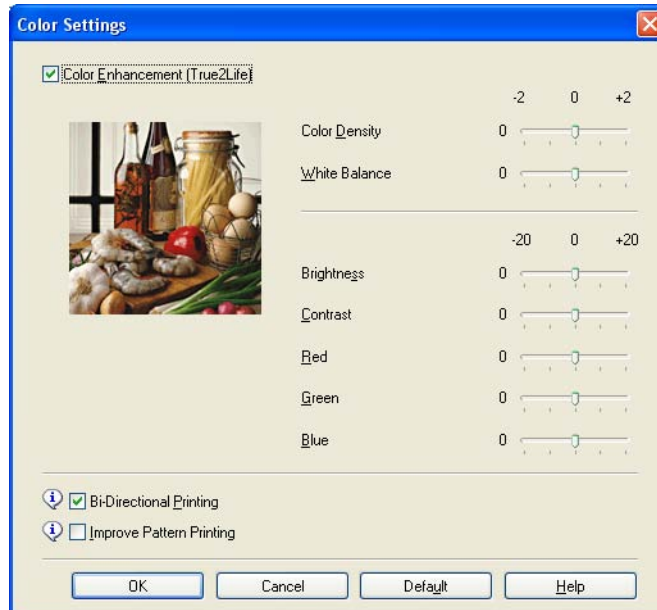 Color Settings
Color Enhancement (True2Life)
-2 0 +2
Color Density 0
White Balance 0
-20 0 +20
Brightness 0
Contrast 0
Red 0
Green 0
Blue 0
Bi-Directional Printing
Improve Pattern Printing
OK Cancel Default Help